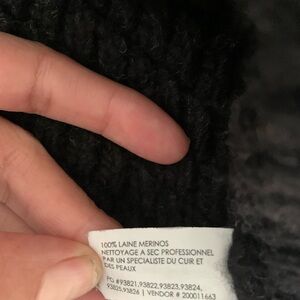 100% LAINE MERINOS
NETTOYAGE A SEC PROFESSIONNEL
PAR UN SPECIALISTE DU CUIR ET
DES PEAUX
PG #93821,93822,93823,93824,
93825,93826 | VENDOR # 200011663